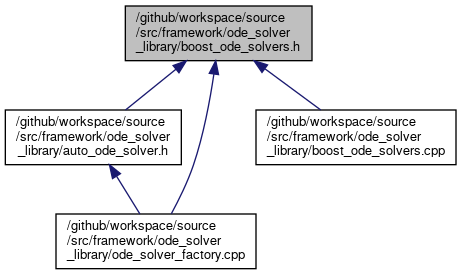 /github/workspace/source
/src/framework/ode_solver
_library/boost_ode_solvers.h
/github/workspace/source
/src/framework/ode_solver
_library/auto_ode_solver.h
/github/workspace/source
/src/framework/ode_solver
_library/boost_ode_solvers.cpp
/github/workspace/source
/src/framework/ode_solver
_library/ode_solver_factory.cpp